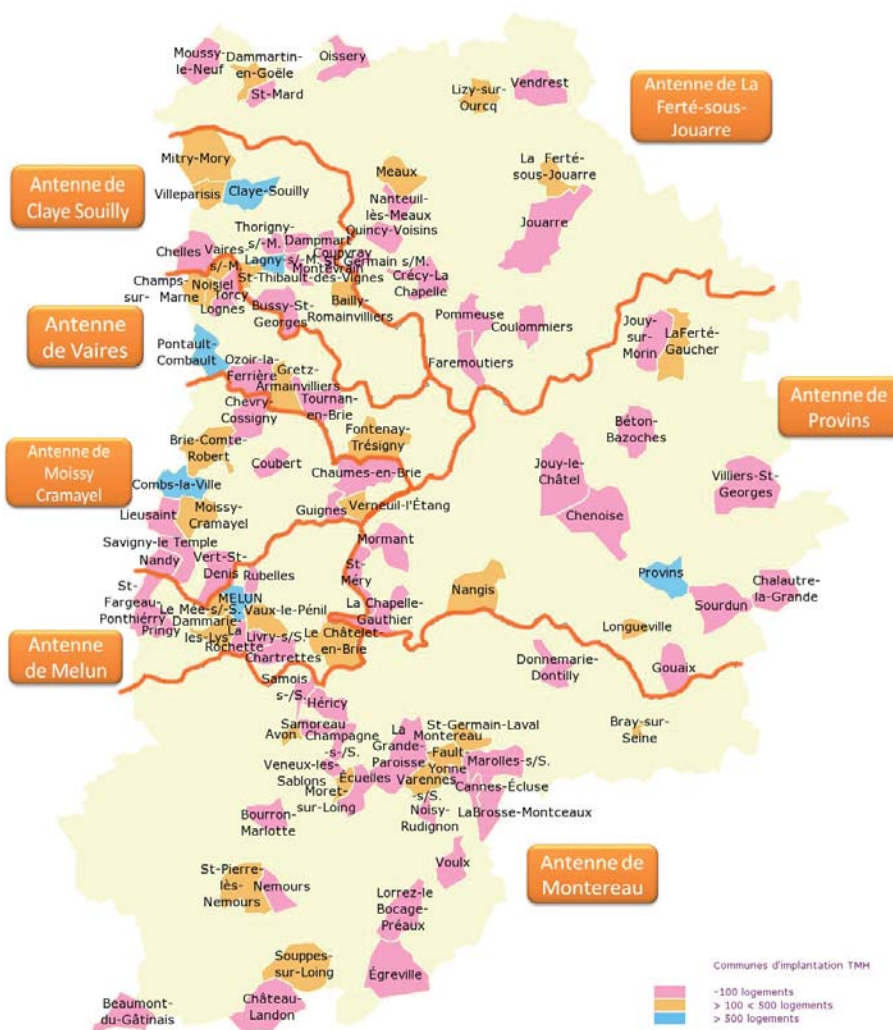 Moussy-
le-Neuf
Dammartin-
en-Goële
St-Mard
Oissery
Lizy-sur-
Ourcq
Vendrest
Antenne de La
Ferté-sous-
Jouarre
Mitry-Mory
Villeparisis
Claye-Souilly
Antenne de
Claye Souilly
Meaux
La Ferté-
sous-Jouarre
Nanteuil-
lès-Meaux
Quincy-Voisins
Jouarre
Thorigny-
s/-M.
Dampmart
Coupvray
Chelles
Vaires-
s/-M.
Lagny-s/-M.
Montévrain
St Germain s/M.
St-Thibault-des-Vignes
Crécy-La
Chapelle
Champs-
sur-
Marne
Noisiel
Torcy
Lognes
Bussy-St-
Georges
Bailly-
Romainvilliers
Antenne
de Vaires
Pommeuse
Coulommiers
Faremoutiers
Jouy-
sur-
Morin
LaFerté-
Gaucher
Pontault-
Combault
Ozoir-la-
Ferrière
Gretz-
Armainvilliers
Tournan-
en-Brie
Chevry-
Cossigny
Antenne de
Provins
Fontenay-
Trésigny
Béton-
Bazoches
Antenne de
Moissy
Cramayel
Brie-Comte-
Robert
Coubert
Chaumes-en-Brie
Jouy-le-
Châtel
Villiers-St-
Georges
Combs-la-Ville
Lieusaint
Moissy-
Cramayel
Guignes
Verneuil-l'Étang
Chenoise
Savigny-le Temple
Nandy
Vert-St-
Denis
Rubelles
Mormant
St-
Méry
Nangis
Provins
Chalautre-
la-Grande
Sourdun
St-
Fargeau-
Ponthiérry
Pringy
MELUN
Le Mée-s/-S.
Vaux-le-Pénil
Dammarie-
les-Lys
La
Rochette
Livry-s/S.
Chartrettes
Le Châtelet-
en-Brie
La Chapelle-
Gauthier
Longueville
Antenne
de Melun
Donnemarie-
Dontilly
Gouaix
Samois
s-/S.
Héricy
Bray-sur-
Seine
Avon
Samoreau
Champagne
-s-/S.
La
Grande-
Paroisse
St-Germain-Laval
Montereau
-Fault-
Yonne
Marolles-s/S.
Veneux-les-
Sablons
Écuelles
Moret-
sur-Loing
Varennes
-s/S.
Cannes-Écluse
Noisy-
Rudignon
LaBrosse-Montceaux
Bourron-
Marlotte
Voulx
Antenne de
Montereau
St-Pierre-
lès-
Nemours
Nemours
Lorrez-le
Bocage-
Préaux
Souppes-
sur-Loing
Égreville
Beaumont-
du-Gâtinais
Château-
Landon
Communes d'implantation TMH
-100 logements
> 100 < 500 logements
> 500 logements